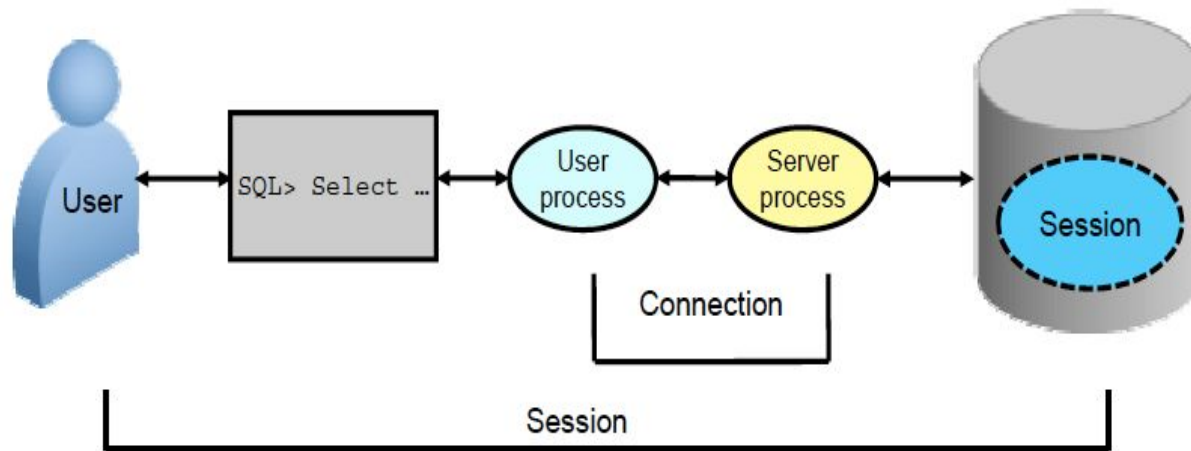 User
SQL> Select …
User
process
Server
process
Session
Connection
Session